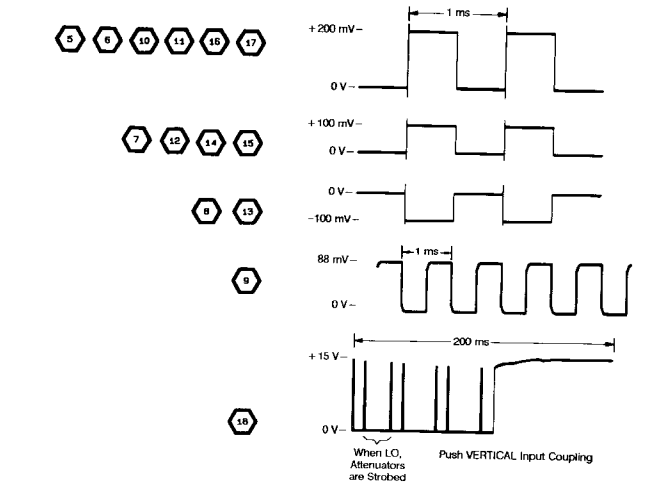 1 ms
+200 mV
5 6 10 11 16 17
0 V
+100 mV
7 12 14 15
0 V
0 V
8 13
-100 mV
1 ms
88 mV
9
0 V
200 ms
+15 V
18
0 V
When LO,
Attenuators
are Strobed
Push VERTICAL Input Coupling